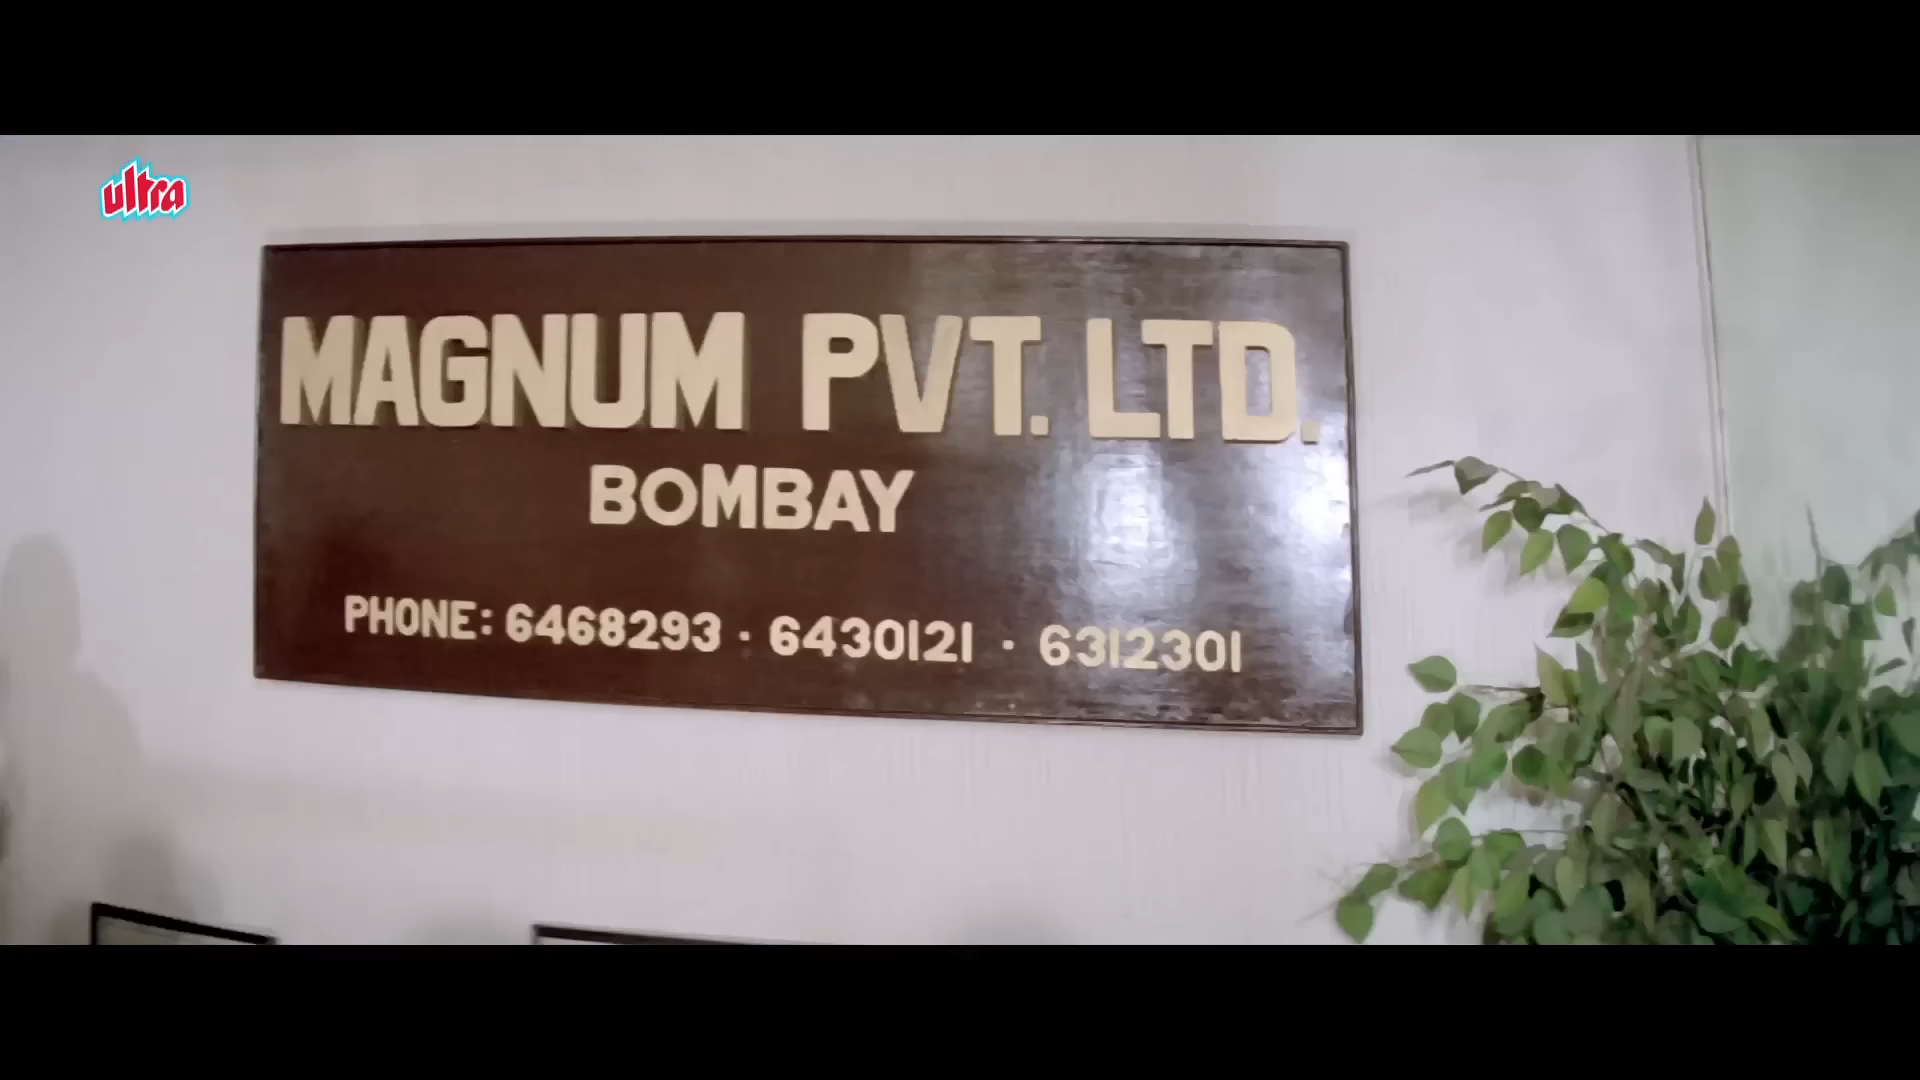 ultra
MAGNUM PVT. LTD.
BOMBAY
PHONE: 6468293 · 6430121 · 6312301